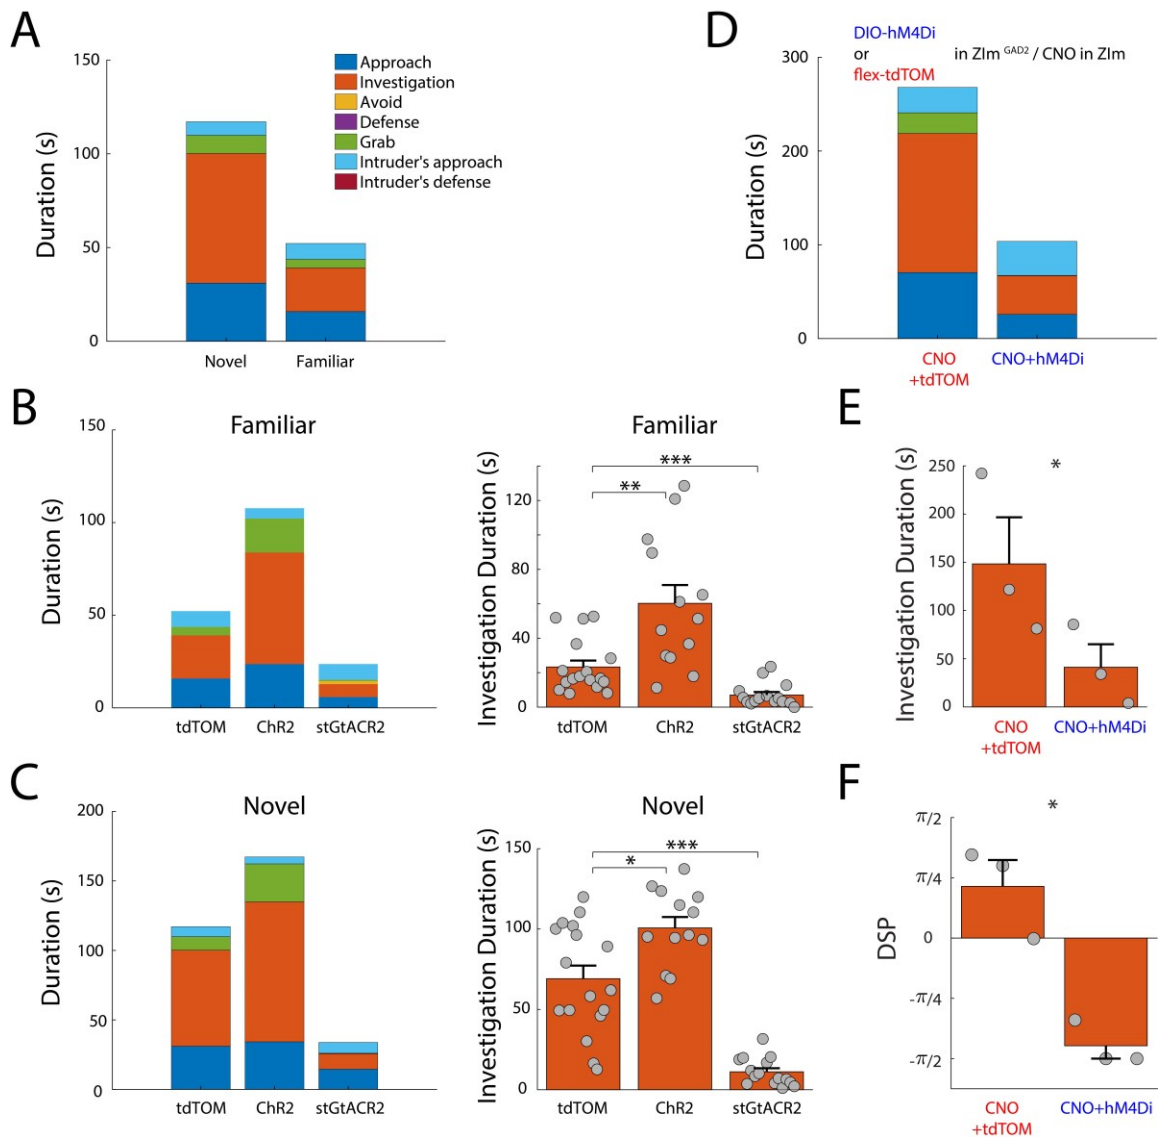 A
150
100
50
0
Duration (s)
Approach
Investigation
Avoid
Defense
Grab
Intruder's approach
Intruder's defense
Novel
Familiar
D
DIO-hM4Di
or
flex-tdTOM
in ZIm GAD2 / CNO in ZIm
300
200
100
0
Duration (s)
CNO
+tdTOM
CNO+hM4Di
B
Familiar
150
100
50
0
Duration (s)
tdTOM
ChR2
stGtACR2
Familiar
***
**
120
80
40
0
Investigation Duration (s)
tdTOM
ChR2
stGtACR2
E
*
250
200
150
100
50
0
Investigation Duration (s)
CNO
+tdTOM
CNO+hM4Di
C
Novel
200
150
100
50
0
Duration (s)
tdTOM
ChR2
stGtACR2
Novel
***
*
150
100
50
0
Investigation Duration (s)
tdTOM
ChR2
stGtACR2
F
*
π/2
π/4
0
-π/4
-π/2
DSP
CNO
+tdTOM
CNO+hM4Di